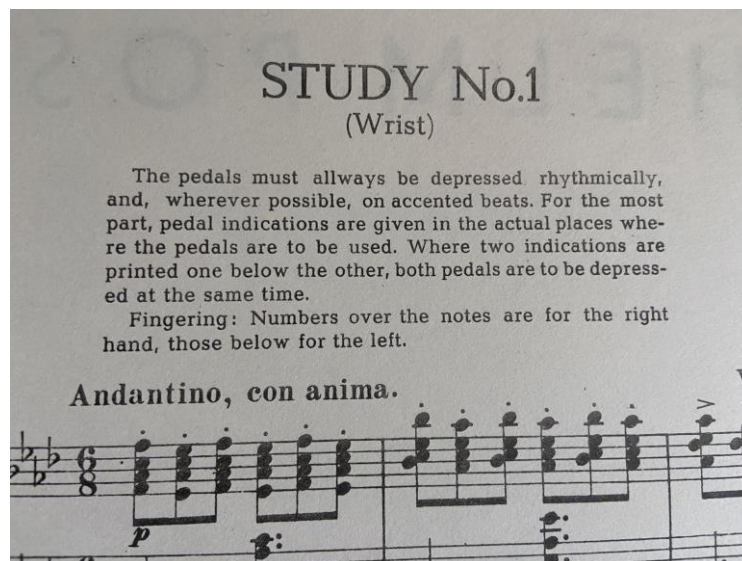 STUDY No.1
(Wrist)
The pedals must allways be depressed rhythmically,
and, wherever possible, on accented beats. For the most
part, pedal indications are given in the actual places whe-
re the pedals are to be used. Where two indications are
printed one below the other, both pedals are to be depress-
ed at the same time.
Fingering: Numbers over the notes are for the right
hand, those below for the left.
Andantino, con anima.
6
8
p